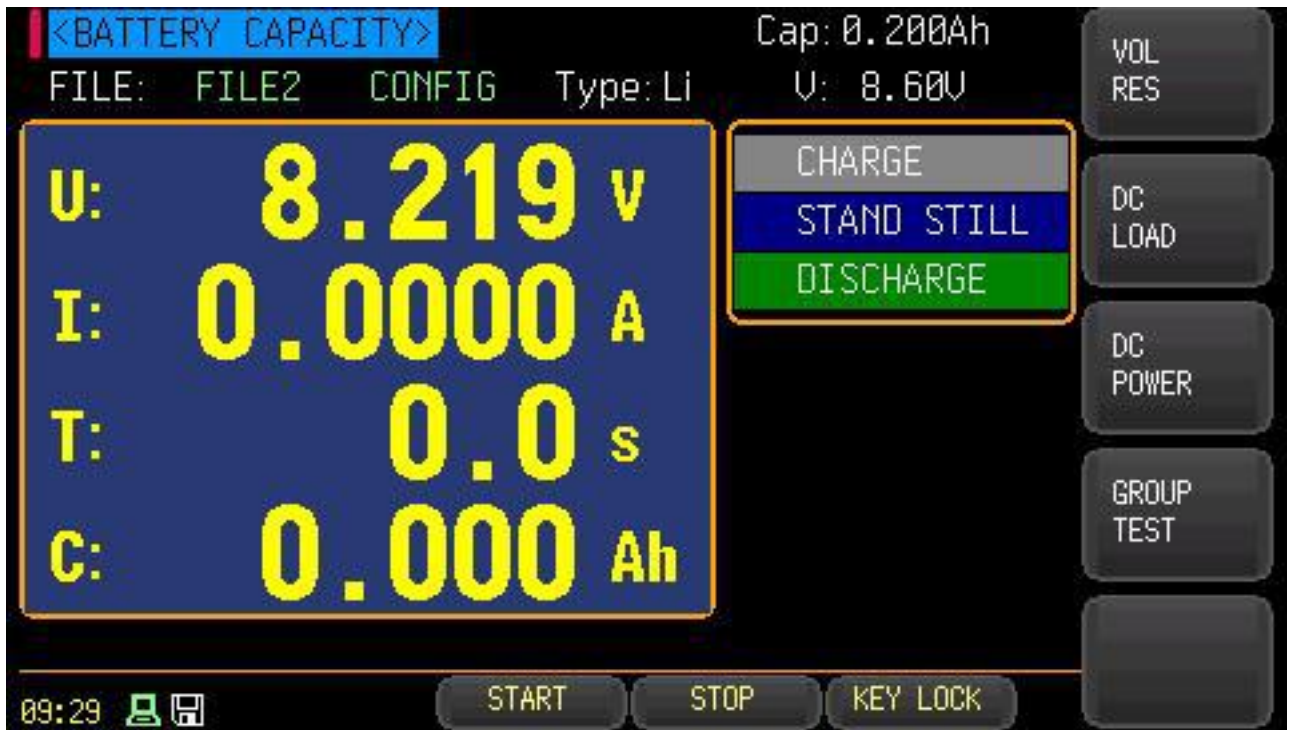 <BATTERY CAPACITY> Cap: 0.200Ah
FILE: FILE2 CONFIG Type: Li V: 8.60V
U: 8.219 V
I: 0.0000 A
T: 0.0 s
C: 0.000 Ah
CHARGE
STAND STILL
DISCHARGE
VOL
RES
DC
LOAD
DC
POWER
GROUP
TEST
09:29 START STOP KEY LOCK